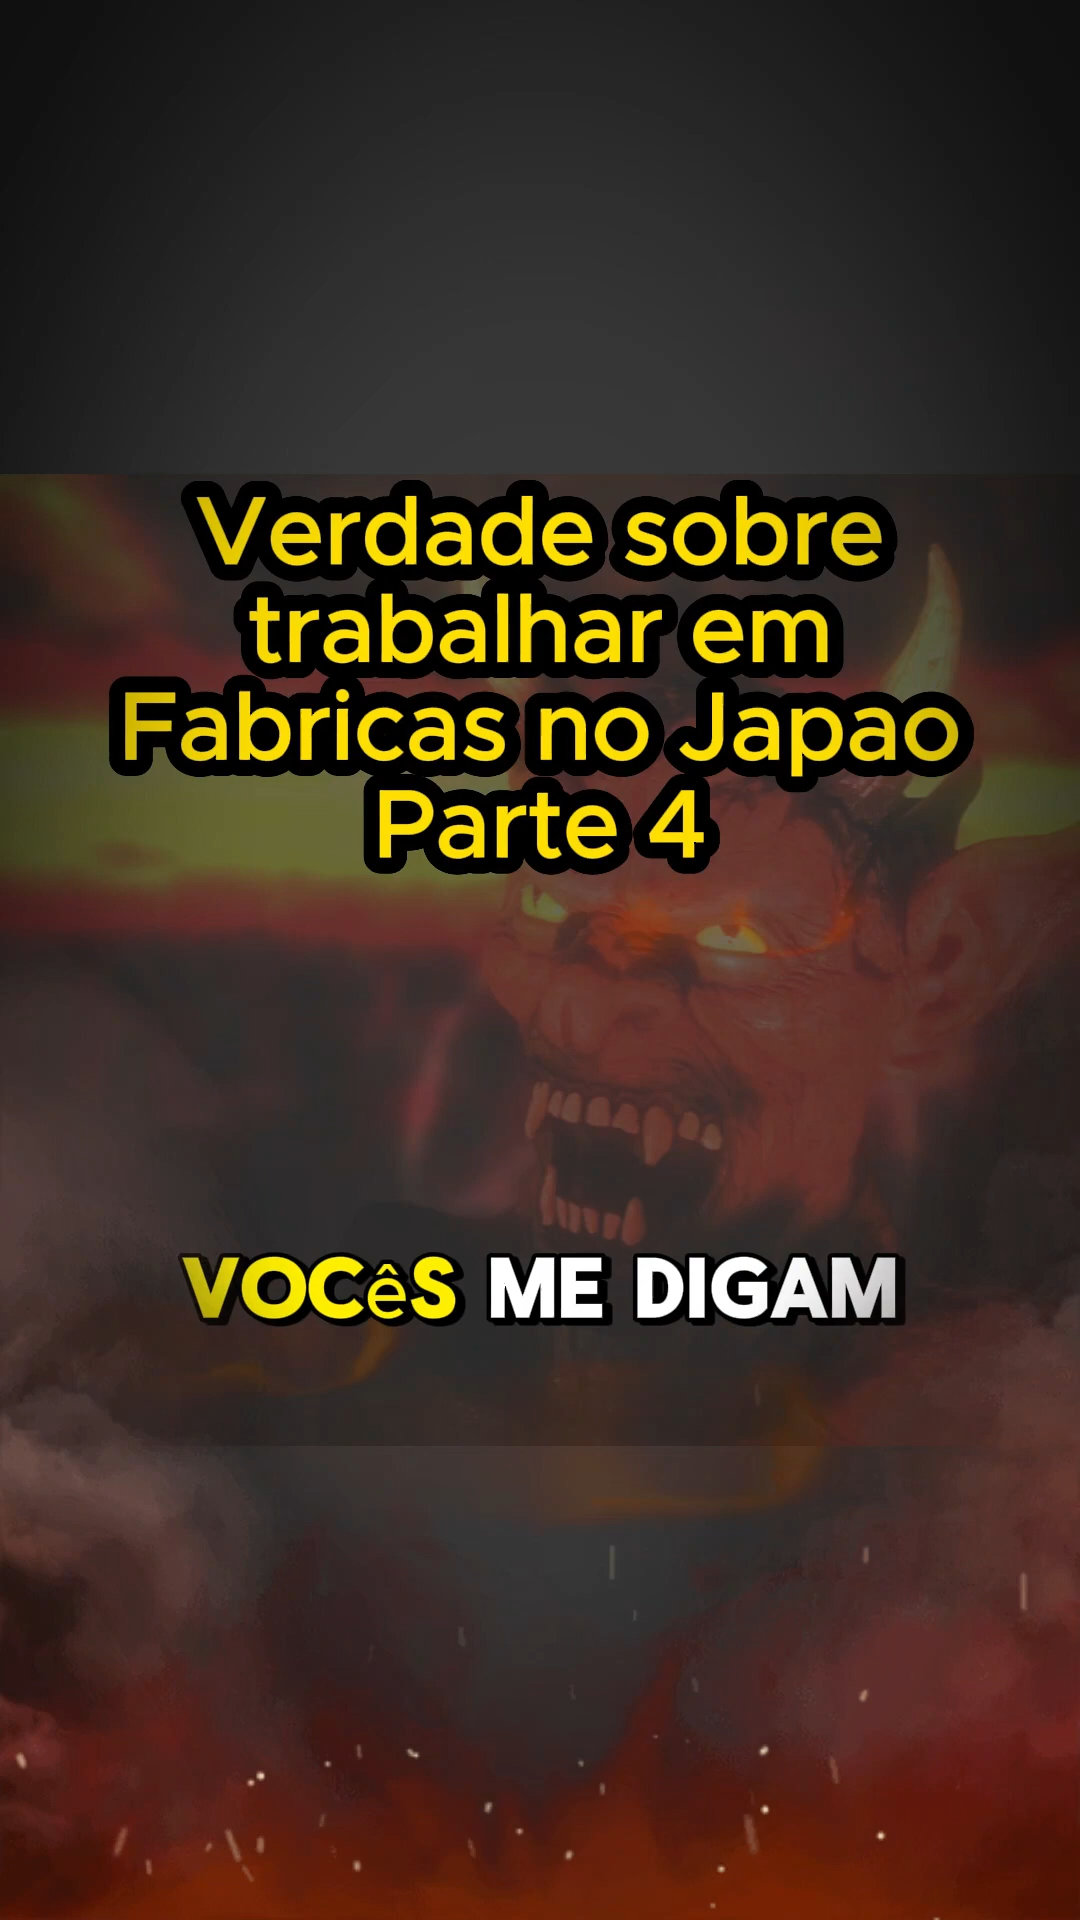 Verdade sobre
trabalhar em
Fabricas no Japao
Parte 4
VOCêS ME DIGAM